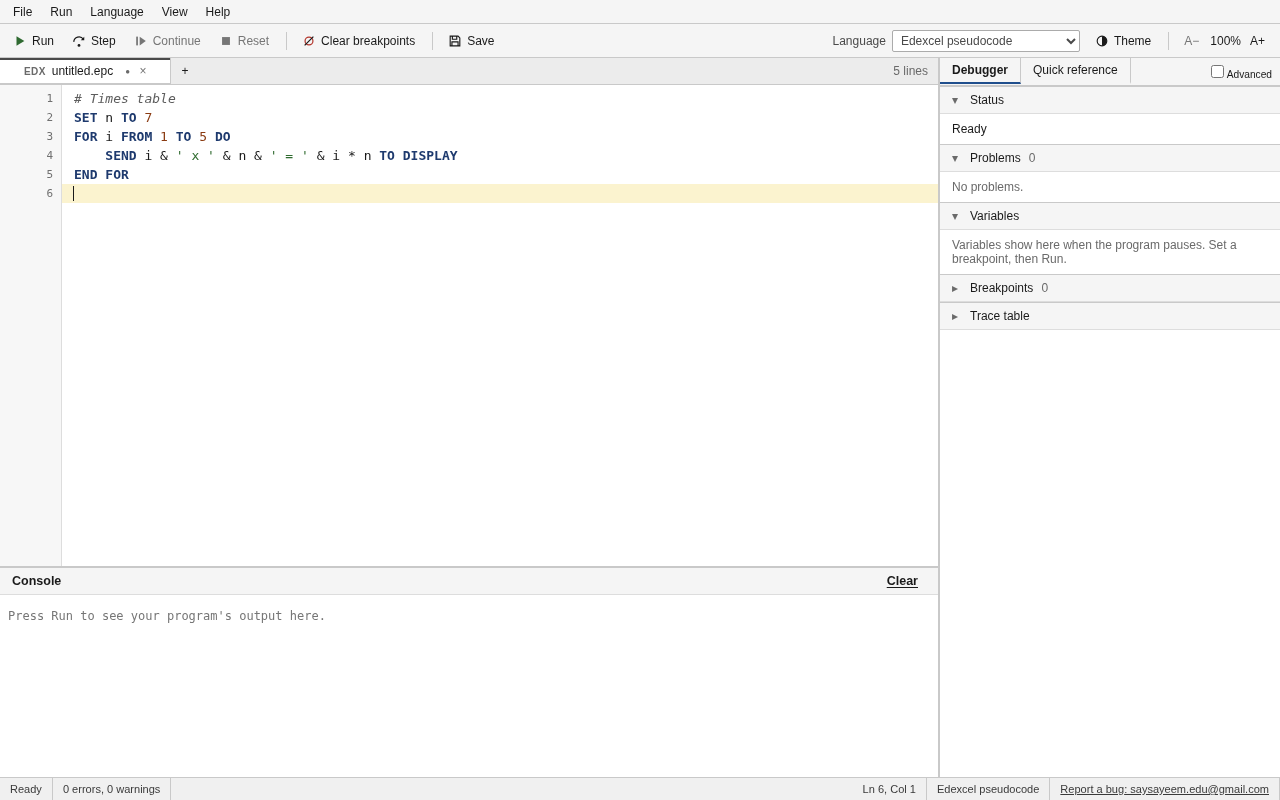 File Run Language View Help
Run Step Continue Reset Clear breakpoints Save Language Edexcel pseudocode Theme A− 100% A+
EDX untitled.epc • × + 5 lines
1 # Times table
2 SET n TO 7
3 FOR i FROM 1 TO 5 DO
4 SEND i & ' x ' & n & ' = ' & i * n TO DISPLAY
5 END FOR
6
Console Clear
Press Run to see your program's output here.
Debugger Quick reference Advanced
▾ Status
Ready
▾ Problems 0
No problems.
▾ Variables
Variables show here when the program pauses. Set a
breakpoint, then Run.
▸ Breakpoints 0
▸ Trace table
Ready 0 errors, 0 warnings Ln 6, Col 1 Edexcel pseudocode Report a bug: saysayeem.edu@gmail.com